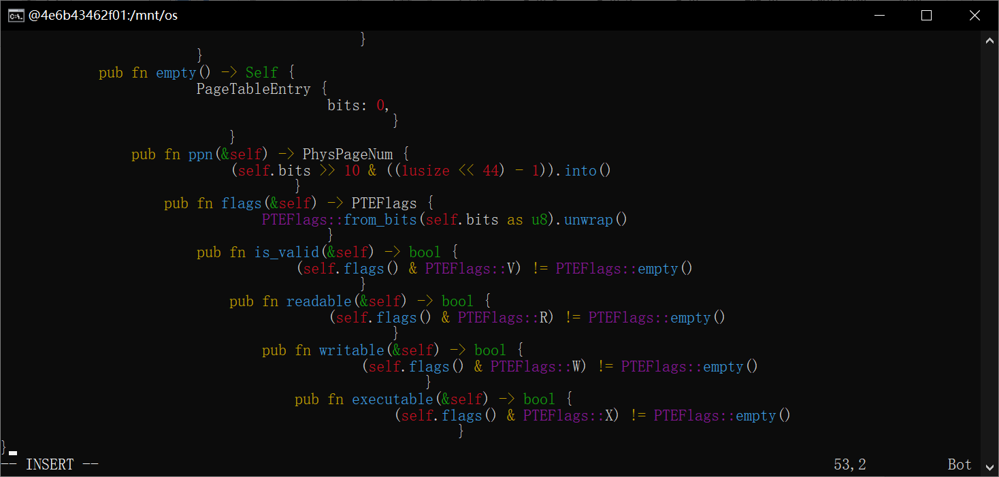 @4e6b43462f01:/mnt/os
}
}
pub fn empty() -> Self {
PageTableEntry {
bits: 0,
}
}
pub fn ppn(&self) -> PhysPageNum {
(self.bits >> 10 & ((1usize << 44) - 1)).into()
}
pub fn flags(&self) -> PTEFlags {
PTEFlags::from_bits(self.bits as u8).unwrap()
}
pub fn is_valid(&self) -> bool {
(self.flags() & PTEFlags::V) != PTEFlags::empty()
}
pub fn readable(&self) -> bool {
(self.flags() & PTEFlags::R) != PTEFlags::empty()
}
pub fn writable(&self) -> bool {
(self.flags() & PTEFlags::W) != PTEFlags::empty()
}
pub fn executable(&self) -> bool {
(self.flags() & PTEFlags::X) != PTEFlags::empty()
}
}
-- INSERT -- 53,2 Bot